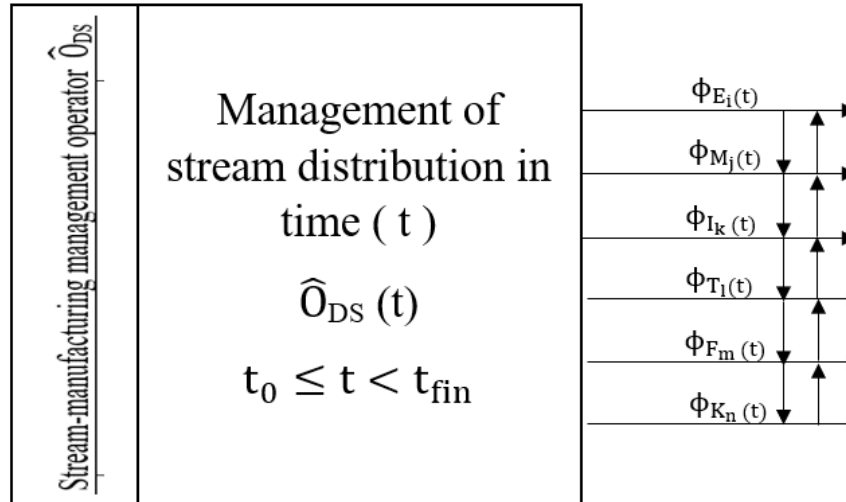 Stream-manufacturing management operator Ô_DS
Management of
stream distribution in
time ( t )
Ô_DS (t)
t₀ ≤ t < t_fin
ϕ_E_i(t)
ϕ_M_j(t)
ϕ_I_k (t)
ϕ_T_l(t)
ϕ_F_m (t)
ϕ_K_n (t)